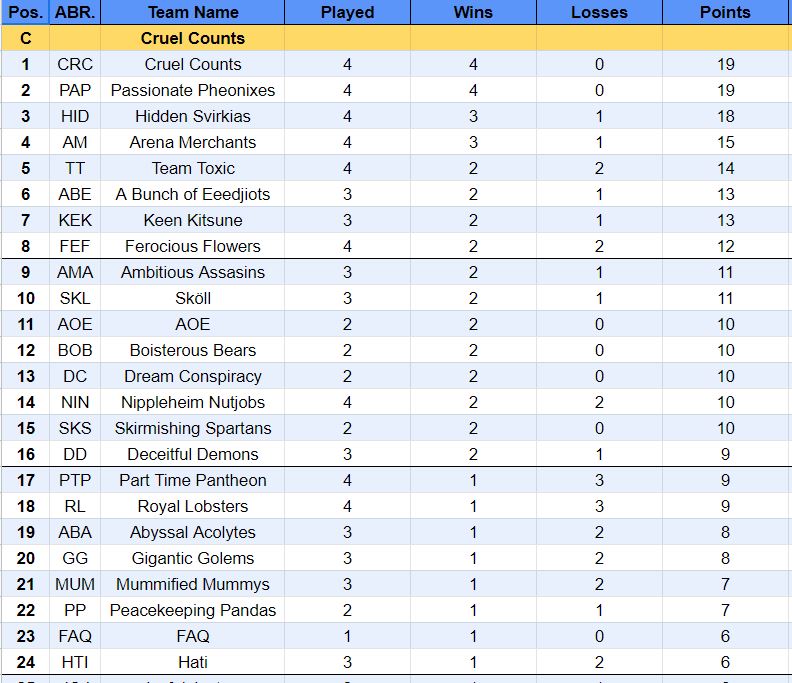 Pos. ABR. Team Name Played Wins Losses Points
C Cruel Counts
1 CRC Cruel Counts 4 4 0 19
2 PAP Passionate Pheonixes 4 4 0 19
3 HID Hidden Svirkias 4 3 1 18
4 AM Arena Merchants 4 3 1 15
5 TT Team Toxic 4 2 2 14
6 ABE A Bunch of Eeedjiots 3 2 1 13
7 KEK Keen Kitsune 3 2 1 13
8 FEF Ferocious Flowers 4 2 2 12
9 AMA Ambitious Assasins 3 2 1 11
10 SKL Sköll 3 2 1 11
11 AOE AOE 2 2 0 10
12 BOB Boisterous Bears 2 2 0 10
13 DC Dream Conspiracy 2 2 0 10
14 NIN Nippleheim Nutjobs 4 2 2 10
15 SKS Skirmishing Spartans 2 2 0 10
16 DD Deceitful Demons 3 2 1 9
17 PTP Part Time Pantheon 4 1 3 9
18 RL Royal Lobsters 4 1 3 9
19 ABA Abyssal Acolytes 3 1 2 8
20 GG Gigantic Golems 3 1 2 8
21 MUM Mummified Mummys 3 1 2 7
22 PP Peacekeeping Pandas 2 1 1 7
23 FAQ FAQ 1 1 0 6
24 HTI Hati 3 1 2 6